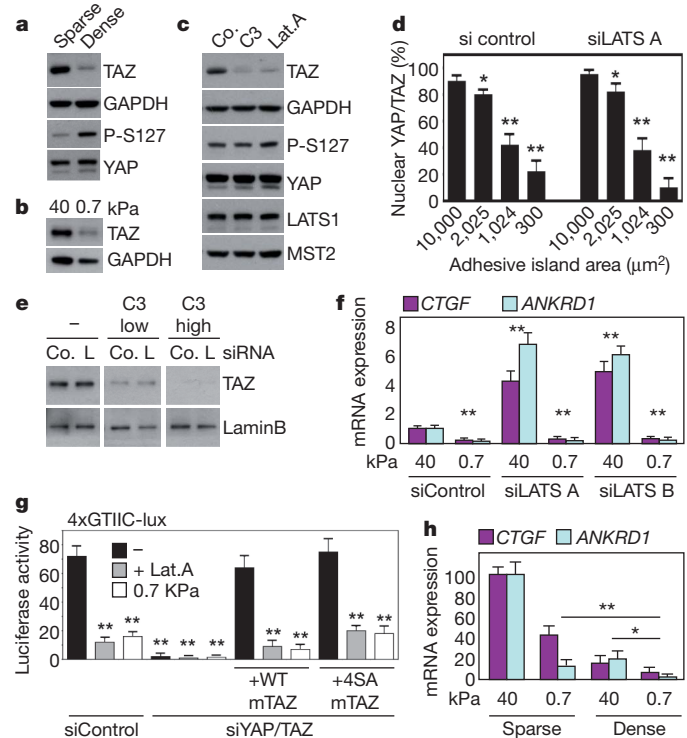 a
Sparse
Dense
TAZ
GAPDH
P-S127
YAP
b
40 0.7 kPa
TAZ
GAPDH
c
Co.
C3
Lat.A
TAZ
GAPDH
P-S127
YAP
LATS1
MST2
d
si control
siLATS A
Nuclear YAP/TAZ (%)
100
80
60
40
20
0
* ** **
* ** **
10,000
2,025
1,024
300
10,000
2,025
1,024
300
Adhesive island area (μm²)
e
– C3 low C3 high
Co. L Co. L Co. L siRNA
TAZ
LaminB
f
CTGF ANKRD1
mRNA expression
8
6
4
2
0
** ** ** ** **
kPa 40 0.7 40 0.7 40 0.7
siControl siLATS A siLATS B
g
4xGTIIC-lux
Luciferase activity
80
60
40
20
0
–
+ Lat.A
0.7 KPa
** ** ** ** ** ** ** ** ** **
+WT mTAZ
+4SA mTAZ
siControl siYAP/TAZ
h
CTGF ANKRD1
mRNA expression
100
80
60
40
20
0
**
*
kPa 40 0.7 40 0.7
Sparse Dense